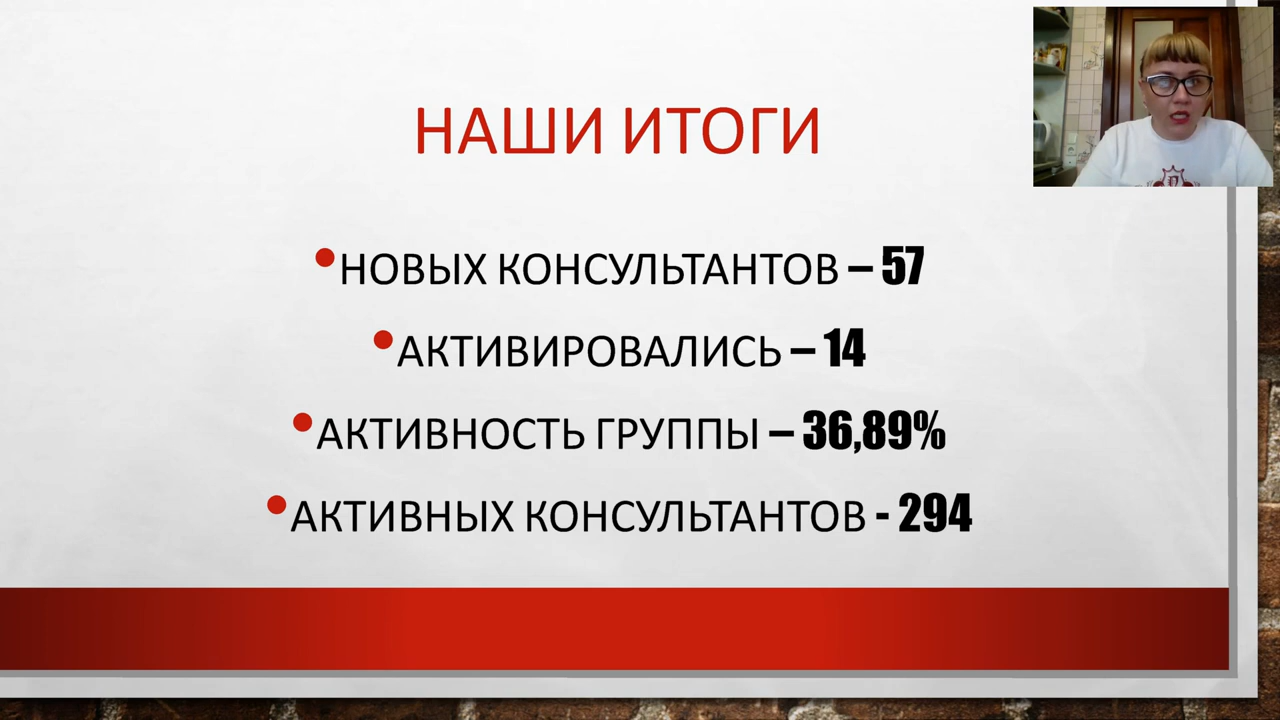 НАШИ ИТОГИ
•НОВЫХ КОНСУЛЬТАНТОВ – 57
•АКТИВИРОВАЛИСЬ – 14
•АКТИВНОСТЬ ГРУППЫ – 36,89%
•АКТИВНЫХ КОНСУЛЬТАНТОВ - 294